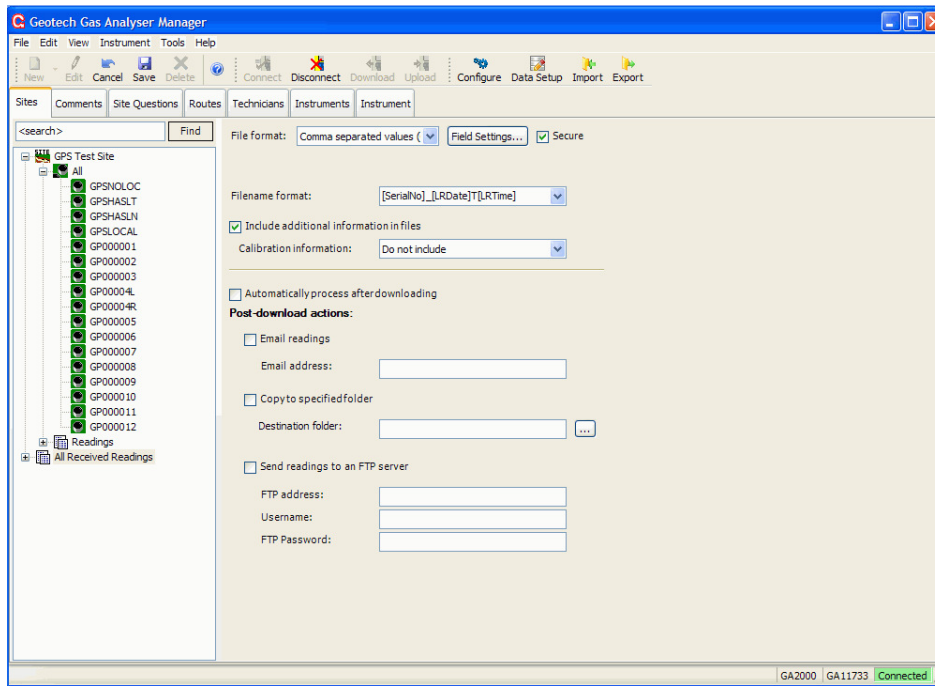 Geotech Gas Analyser Manager
File Edit View Instrument Tools Help
New Edit Cancel Save Delete Connect Disconnect Download Upload Configure Data Setup Import Export
Sites Comments Site Questions Routes Technicians Instruments Instrument
<search> Find
File format: Comma separated values ( Field Settings... Secure
GPS Test Site
All
GPSNOLOC
GPSHASLT
GPSHASLN
GPSLOCAL
GP000001
GP000002
GP000003
GP00004L
GP00004R
GP000005
GP000006
GP000007
GP000008
GP000009
GP000010
GP000011
GP000012
Readings
All Received Readings
Filename format: [SerialNo]_[LRDate]T[LRTime]
Include additional information in files
Calibration information: Do not include
Automatically process after downloading
Post-download actions:
Email readings
Email address:
Copy to specified folder
Destination folder: ...
Send readings to an FTP server
FTP address:
Username:
FTP Password:
GA2000 GA11733 Connected